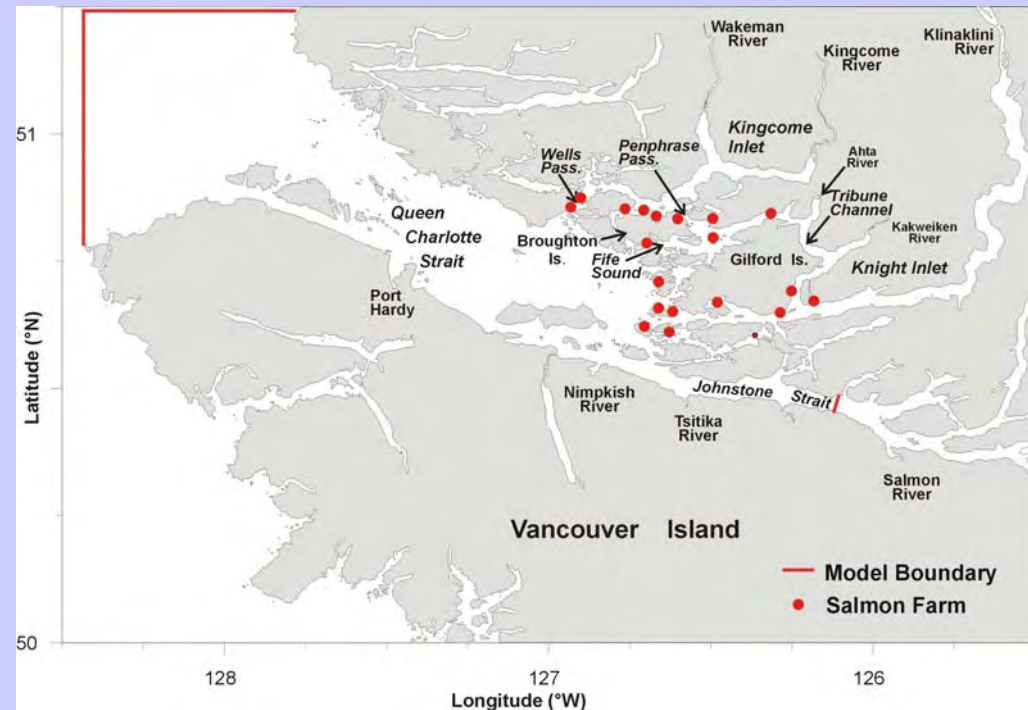 Wakeman
River
Klinaklini
River
Kingcome
River
51
Kingcome
Inlet
Penphrase
Pass.
Wells
Pass.
Ahta
River
Tribune
Channel
Queen
Charlotte
Strait
Kakweiken
River
Broughton
Is.
Fife
Sound
Gilford Is.
Knight Inlet
Port
Hardy
Latitude (°N)
Johnstone Strait
Nimpkish
River
Tsitika
River
Salmon
River
Vancouver Island
Model Boundary
Salmon Farm
50
128
127
126
Longitude (°W)